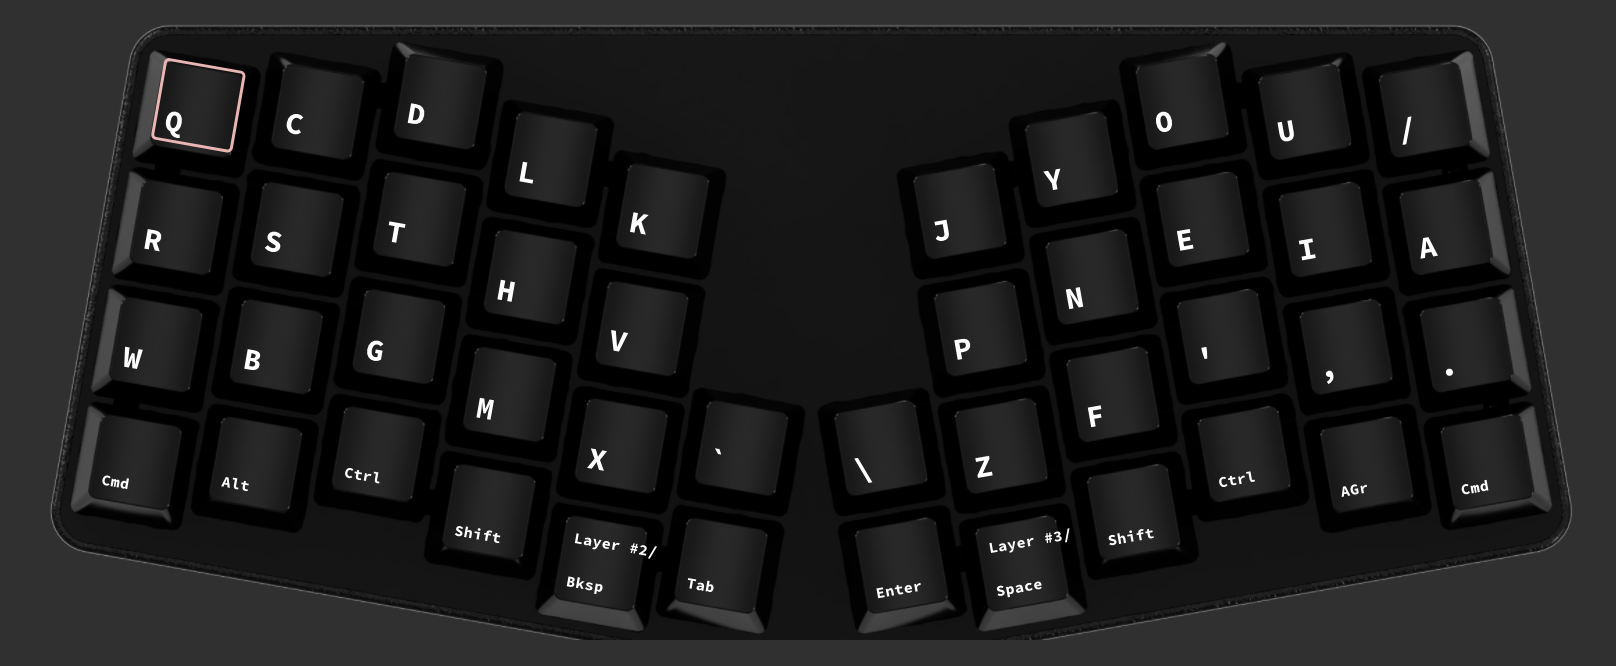 Q C D L K J Y O U /
R S T H V P N E I A
W B G M X ` \ Z F ' , .
Cmd Alt Ctrl Shift Layer #2/ Layer #3/ Shift Ctrl AGr Cmd
Bksp Tab Enter Space